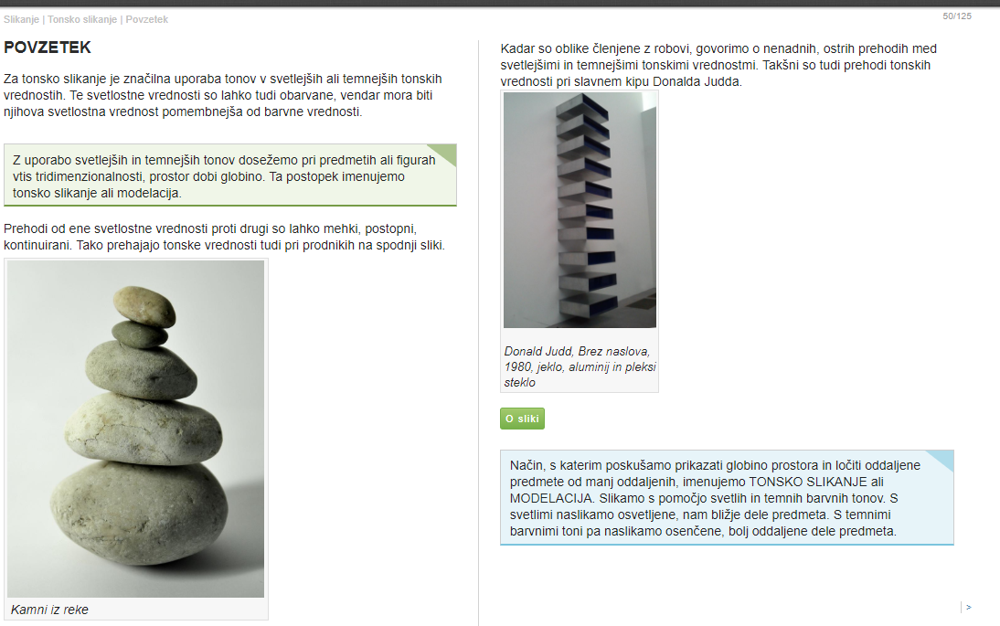 Slikanje | Tonsko slikanje | Povzetek
50/125
POVZETEK
Za tonsko slikanje je značilna uporaba tonov v svetlejših ali temnejših tonskih
vrednostih. Te svetlostne vrednosti so lahko tudi obarvane, vendar mora biti
njihova svetlostna vrednost pomembnejša od barvne vrednosti.
Z uporabo svetlejših in temnejših tonov dosežemo pri predmetih ali figurah
vtis tridimenzionalnosti, prostor dobi globino. Ta postopek imenujemo
tonsko slikanje ali modelacija.
Prehodi od ene svetlostne vrednosti proti drugi so lahko mehki, postopni,
kontinuirani. Tako prehajajo tonske vrednosti tudi pri prodnikih na spodnji sliki.
Kamni iz reke
Kadar so oblike členjene z robovi, govorimo o nenadnih, ostrih prehodih med
svetlejšimi in temnejšimi tonskimi vrednostmi. Takšni so tudi prehodi tonskih
vrednosti pri slavnem kipu Donalda Judda.
Donald Judd, Brez naslova,
1980, jeklo, aluminij in pleksi
steklo
O sliki
Način, s katerim poskušamo prikazati globino prostora in ločiti oddaljene
predmete od manj oddaljenih, imenujemo TONSKO SLIKANJE ali
MODELACIJA. Slikamo s pomočjo svetlih in temnih barvnih tonov. S
svetlimi naslikamo osvetljene, nam bližje dele predmeta. S temnimi
barvnimi toni pa naslikamo osenčene, bolj oddaljene dele predmeta.
| >